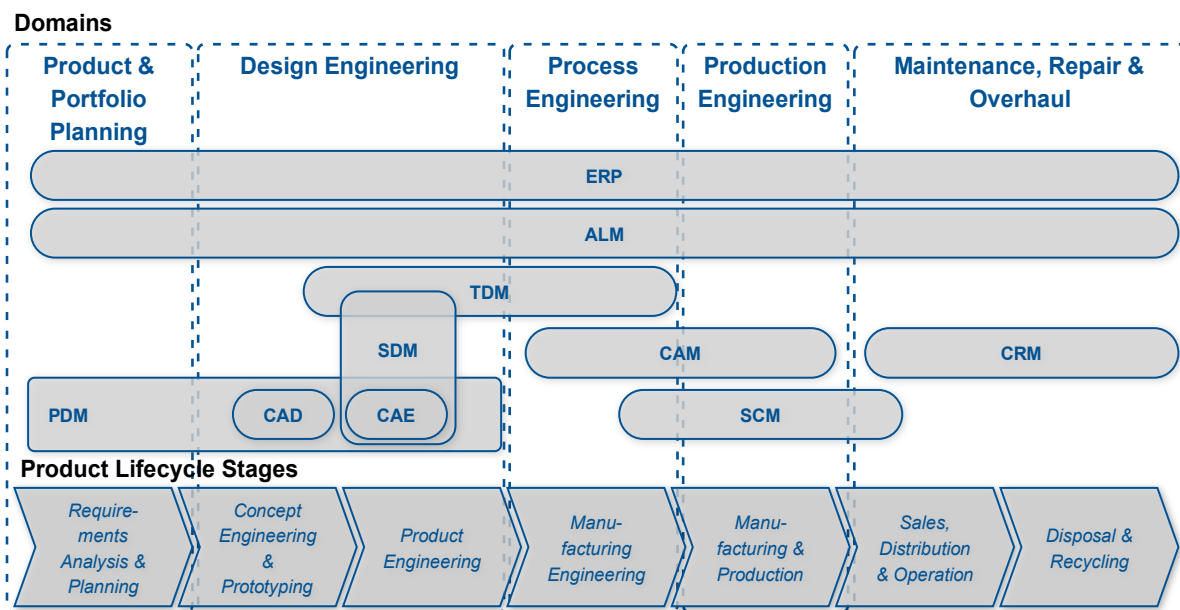 Domains
Product &
Portfolio
Planning
Design Engineering
Process
Engineering
Production
Engineering
Maintenance, Repair &
Overhaul
ERP
ALM
TDM
SDM
CAM
CRM
PDM
CAD
CAE
SCM
Product Lifecycle Stages
Require-
ments
Analysis &
Planning
Concept
Engineering
&
Prototyping
Product
Engineering
Manu-
facturing
Engineering
Manu-
facturing &
Production
Sales,
Distribution
& Operation
Disposal &
Recycling